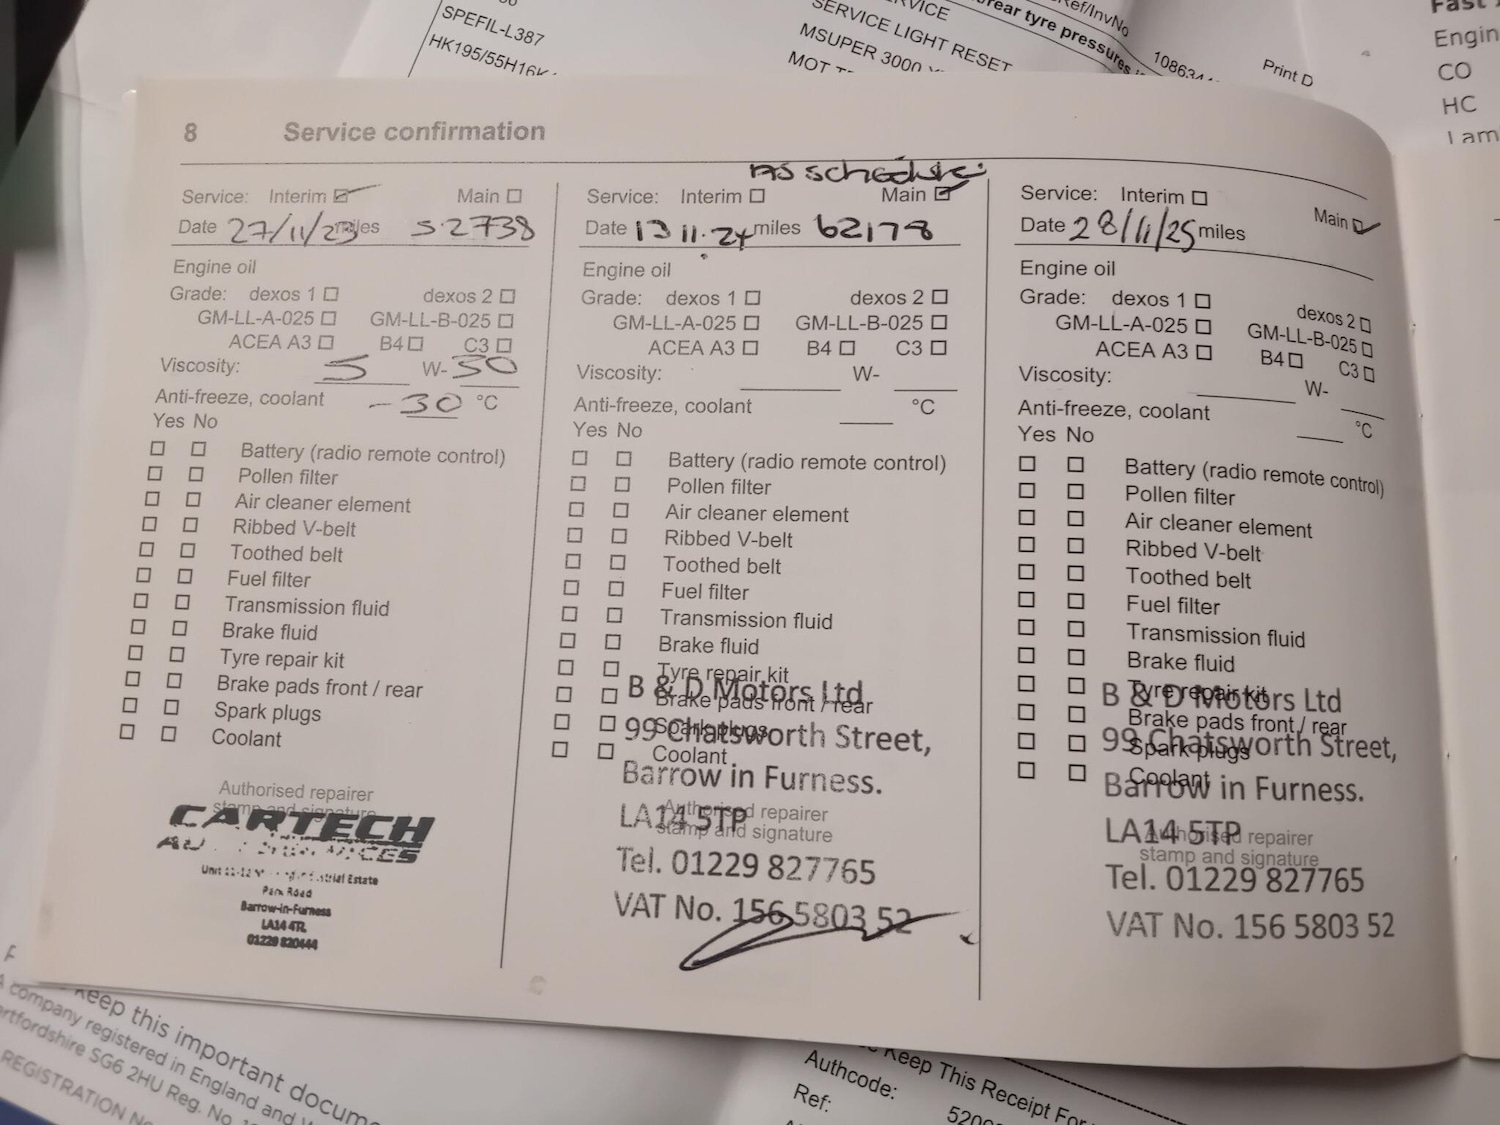 SPEFIL-L387
HK195/55H16K
SERVICE LIGHT RESET
MSUPER 3000
MOT
rear tyre pressures
Ref/InvNo
Print D
Fast
Engin
CO
HC
Lam
8 Service confirmation
Service: Interim Main
Date 27/11/23 miles 52738
Engine oil
Grade: dexos 1 dexos 2
GM-LL-A-025 GM-LL-B-025
ACEA A3 B4 C3
Viscosity: 5 W-30
Anti-freeze, coolant -30 °C
Yes No
Battery (radio remote control)
Pollen filter
Air cleaner element
Ribbed V-belt
Toothed belt
Fuel filter
Transmission fluid
Brake fluid
Tyre repair kit
Brake pads front / rear
Spark plugs
Coolant
Authorised repairer
stamp and signature
CARTECH
Park Road
Barrow-in-Furness
LA14 4TL
01229 820444
As schedule
Service: Interim Main
Date 13 11.24 miles 62178
Engine oil
Grade: dexos 1 dexos 2
GM-LL-A-025 GM-LL-B-025
ACEA A3 B4 C3
Viscosity: W-
Anti-freeze, coolant °C
Yes No
Battery (radio remote control)
Pollen filter
Air cleaner element
Ribbed V-belt
Toothed belt
Fuel filter
Transmission fluid
Brake fluid
Tyre repair kit
B & D Motors Ltd
Brake pads front / rear
Spark plugs
99 Chatsworth Street,
Coolant
Barrow in Furness.
Authorised repairer
LA14 5TP
stamp and signature
Tel. 01229 827765
VAT No. 156 5803 52
Service: Interim Main
Date 28/11/25 miles
Engine oil
Grade: dexos 1 dexos 2
GM-LL-A-025 GM-LL-B-025
ACEA A3 B4 C3
Viscosity: W-
Anti-freeze, coolant °C
Yes No
Battery (radio remote control)
Pollen filter
Air cleaner element
Ribbed V-belt
Toothed belt
Fuel filter
Transmission fluid
Brake fluid
Tyre repair kit
B & D Motors Ltd
Brake pads front / rear
99 Chatsworth Street,
Spark plugs
Coolant
Barrow in Furness.
LA14 5TP
Authorised repairer
stamp and signature
Tel. 01229 827765
VAT No. 156 5803 52
Keep this important docum
A company registered in England and
rtfordshire SG6 2HU Reg. No.
REGISTRATION No
Keep This Receipt For
Authcode:
Ref: